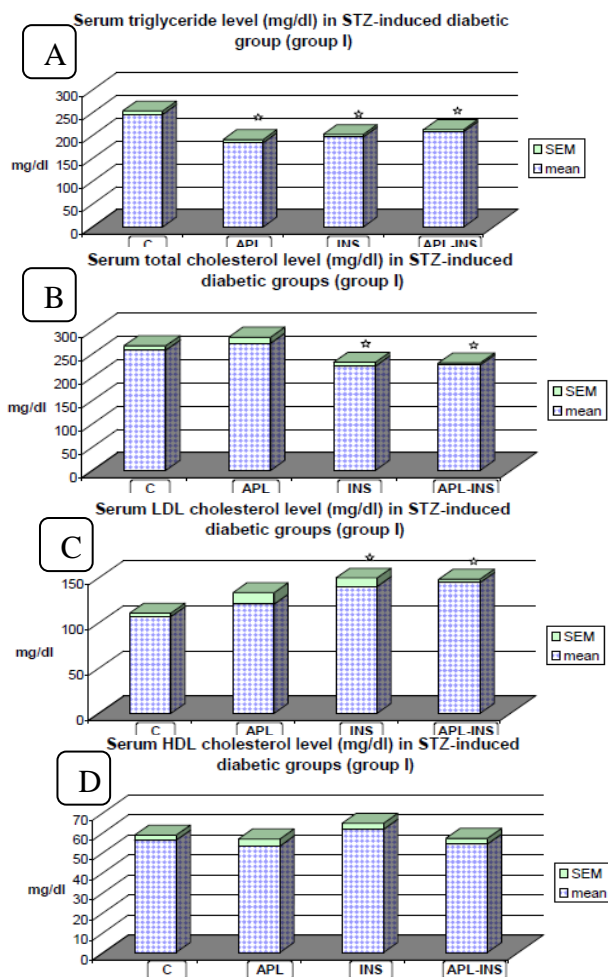 Serum triglyceride level (mg/dl) in STZ-induced diabetic
group (group I)
A
300
250
200
150
100
50
0
mg/dl
☆ ☆ ☆
C APL INS APL-INS
SEM
mean
Serum total cholesterol level (mg/dl) in STZ-induced
diabetic groups (group I)
B
300
250
200
150
100
50
0
mg/dl
☆ ☆
C APL INS APL-INS
SEM
mean
Serum LDL cholesterol level (mg/dl) in STZ-induced
diabetic groups (group I)
C
150
100
50
0
mg/dl
☆ ☆
C APL INS APL-INS
SEM
mean
Serum HDL cholesterol level (mg/dl) in STZ-induced
diabetic groups (group I)
D
70
60
50
40
30
20
10
0
mg/dl
C APL INS APL-INS
SEM
mean